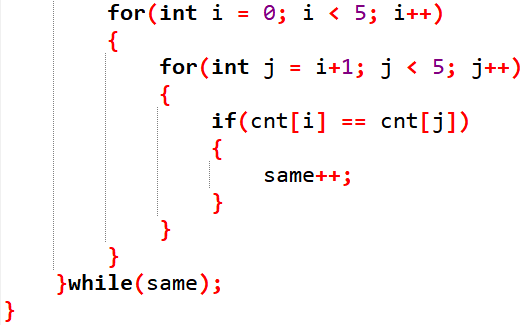 for(int i = 0; i < 5; i++)
{
for(int j = i+1; j < 5; j++)
{
if(cnt[i] == cnt[j])
{
same++;
}
}
}
}while(same);
}